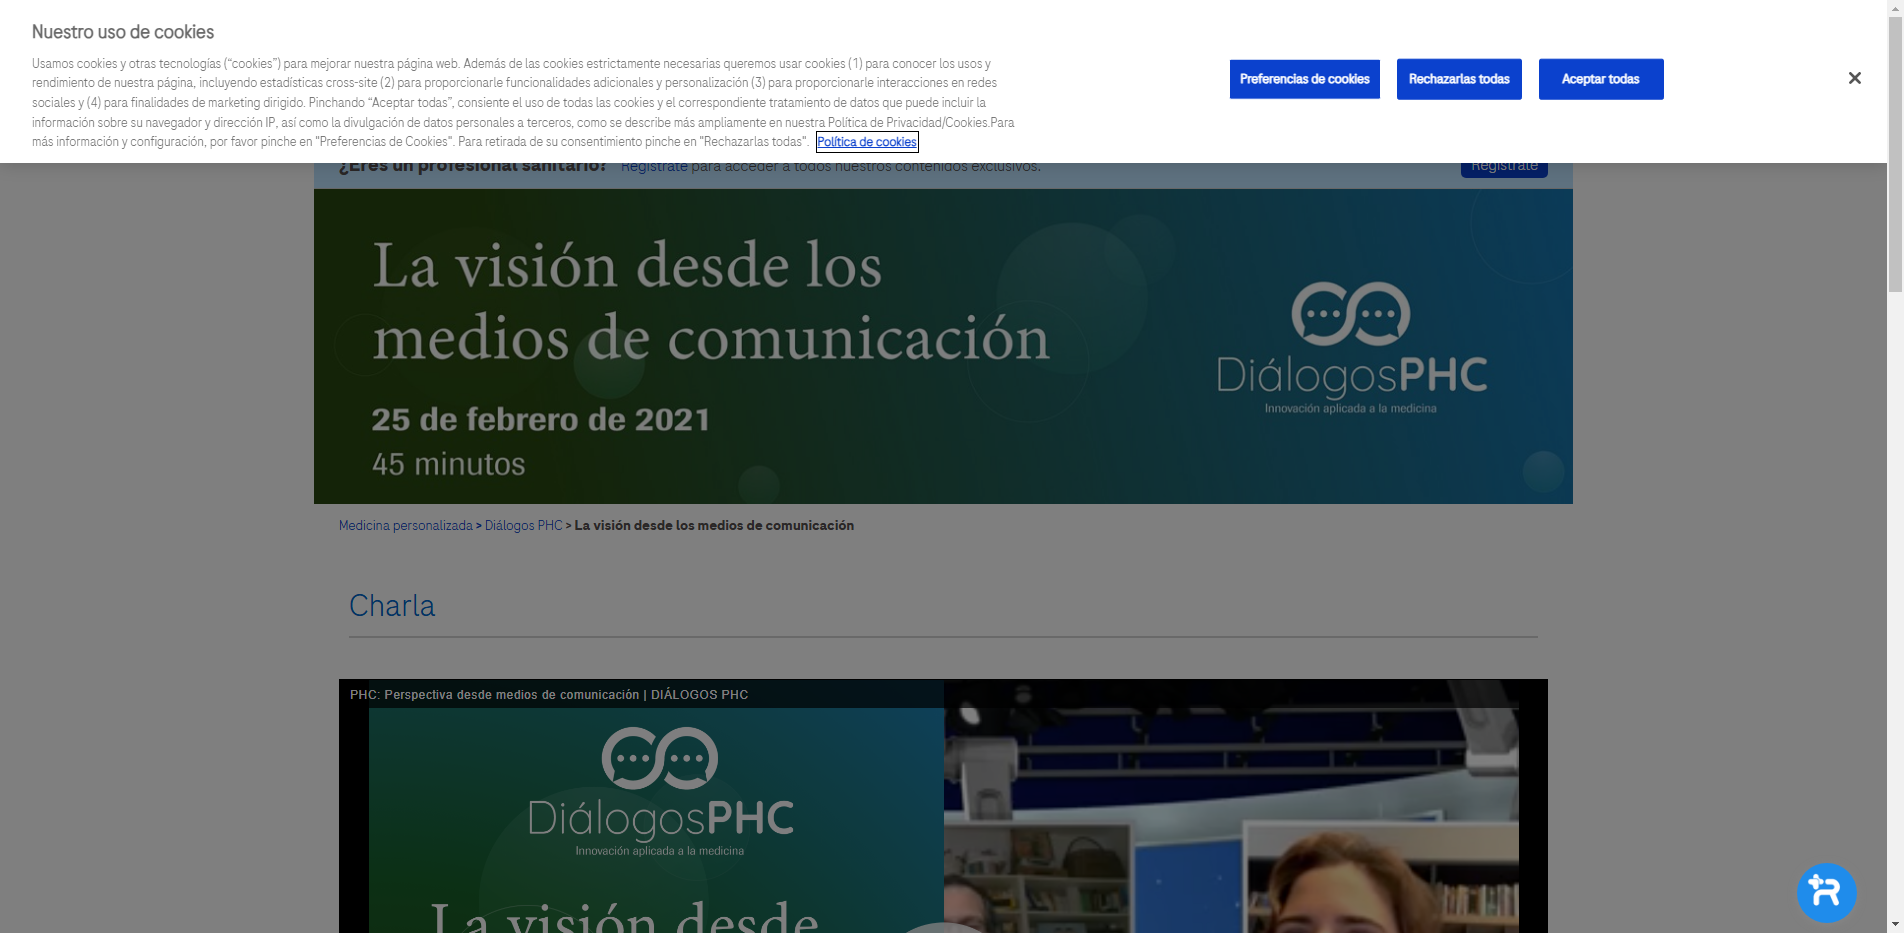 Nuestro uso de cookies
Usamos cookies y otras tecnologías (“cookies”) para mejorar nuestra página web. Además de las cookies estrictamente necesarias queremos usar cookies (1) para conocer los usos y
rendimiento de nuestra página, incluyendo estadísticas cross-site (2) para proporcionarle funcionalidades adicionales y personalización (3) para proporcionarle interacciones en redes
sociales y (4) para finalidades de marketing dirigido. Pinchando “Aceptar todas”, consiente el uso de todas las cookies y el correspondiente tratamiento de datos que puede incluir la
información sobre su navegador y dirección IP, así como la divulgación de datos personales a terceros, como se describe más ampliamente en nuestra Política de Privacidad/Cookies.Para
más información y configuración, por favor pinche en "Preferencias de Cookies". Para retirada de su consentimiento pinche en "Rechazarlas todas". Política de cookies
Preferencias de cookies
Rechazarlas todas
Aceptar todas
¿Eres un profesional sanitario? Regístrate para acceder a todos nuestros contenidos exclusivos.
Regístrate
La visión desde los
medios de comunicación
25 de febrero de 2021
45 minutos
DiálogosPHC
Innovación aplicada a la medicina
Medicina personalizada > Diálogos PHC > La visión desde los medios de comunicación
Charla
PHC: Perspectiva desde medios de comunicación | DIÁLOGOS PHC
DiálogosPHC
Innovación aplicada a la medicina
La visión desde